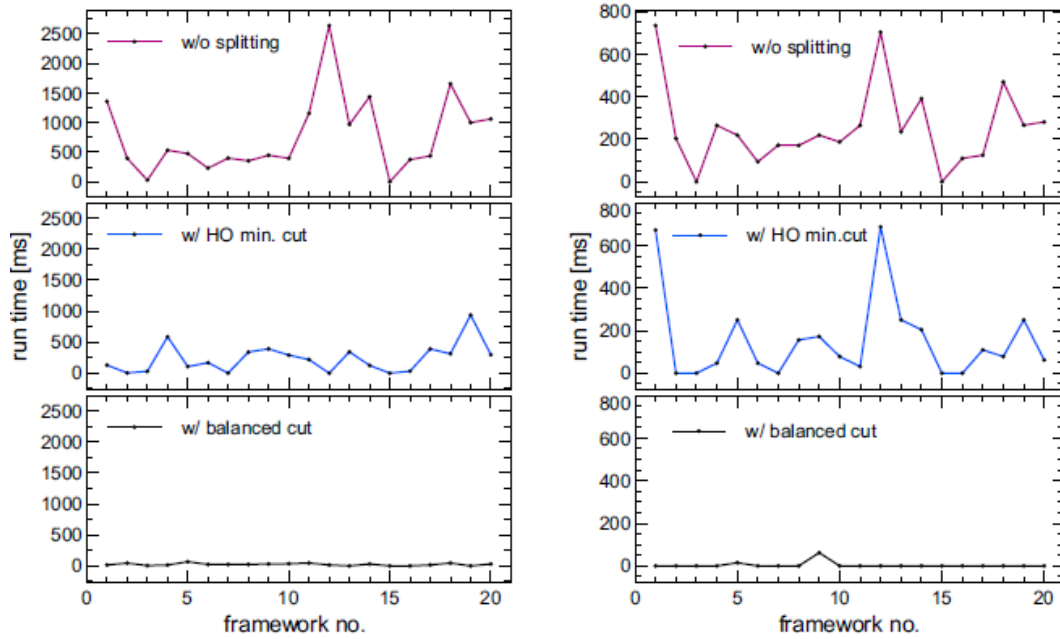 2500
2000
1500
1000
500
0
w/o splitting
2500
2000
1500
1000
500
0
w/ HO min. cut
2500
2000
1500
1000
500
0
w/ balanced cut
run time [ms]
0 5 10 15 20
framework no.
800
600
400
200
0
w/o splitting
800
600
400
200
0
w/ HO min.cut
800
600
400
200
0
w/ balanced cut
run time [ms]
0 5 10 15 20
framework no.